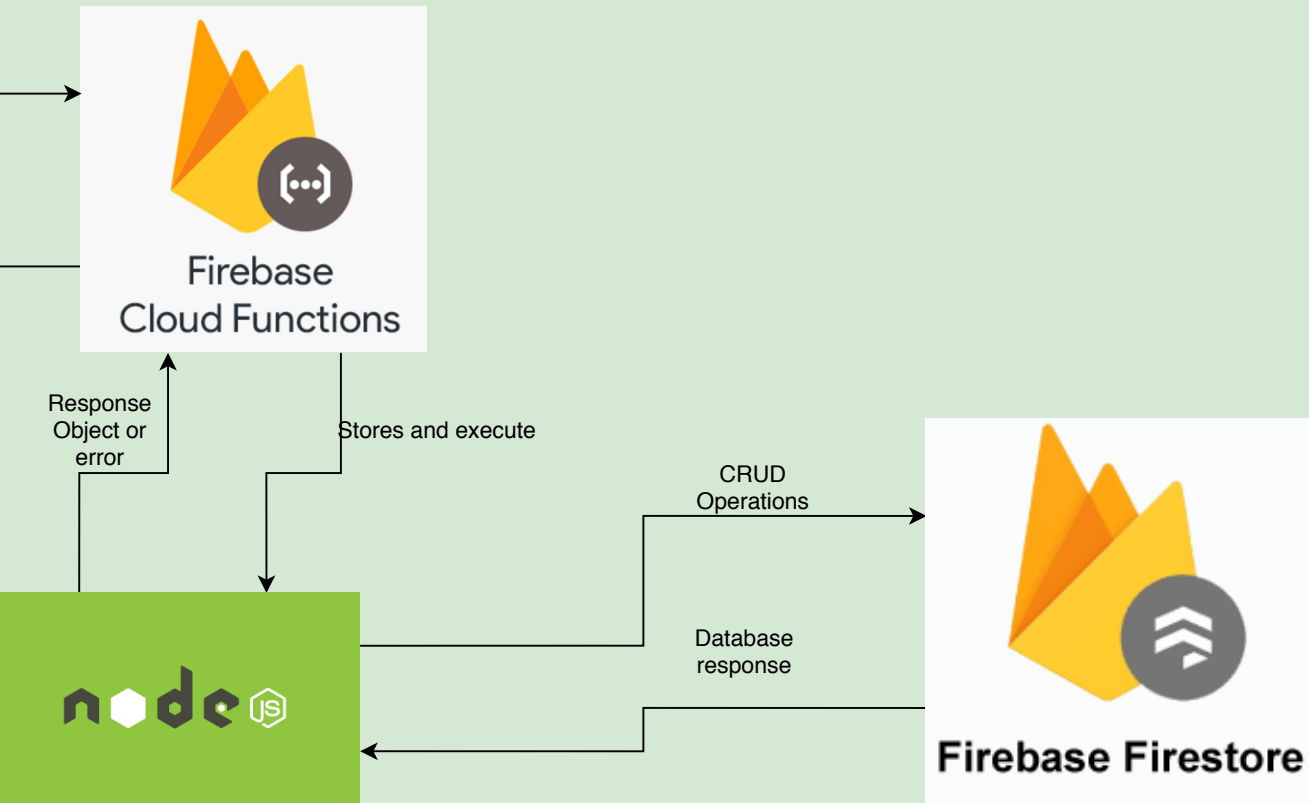 Firebase
Cloud Functions
Response
Object or
error
Stores and execute
CRUD
Operations
Database
response
node
JS
Firebase Firestore